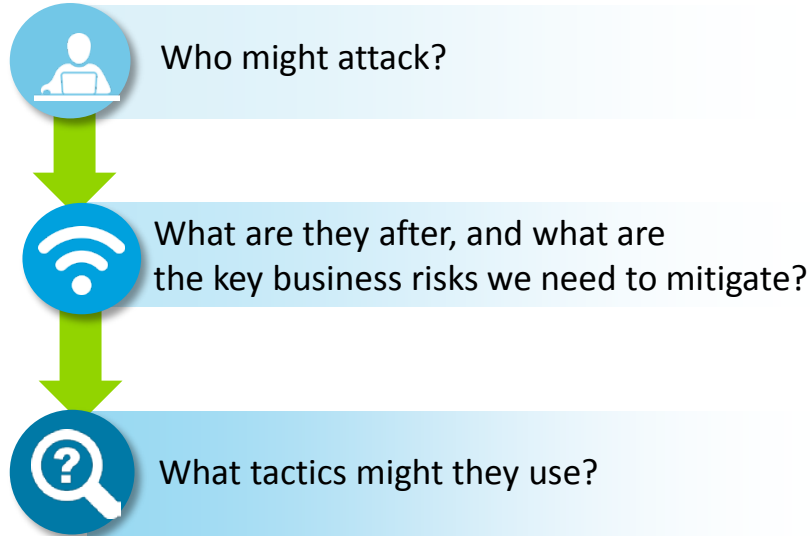 Who might attack?
What are they after, and what are
the key business risks we need to mitigate?
?
What tactics might they use?